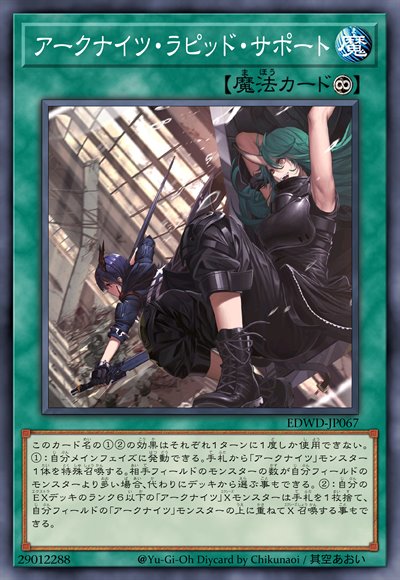 アークナイツ・ラピッド・サポート 魔
【魔法カード】
EDWD-JP067
このカード名の①②の効果はそれぞれ1ターンに1度しか使用できない。
①：自分メインフェイズに発動できる。手札から「アークナイツ」モンスター
1体を特殊召喚する。相手フィールドのモンスターの数が自分フィールドの
モンスターより多い場合、代わりにデッキから選ぶ事もできる。②：自分の
EXデッキのランク6以下の「アークナイツ」Xモンスターは手札を1枚捨て、
自分フィールドの「アークナイツ」モンスターの上に重ねてX召喚する事も
できる。
29012288 @Yu-Gi-Oh Diycard by Chikunaoi / 其空あおい